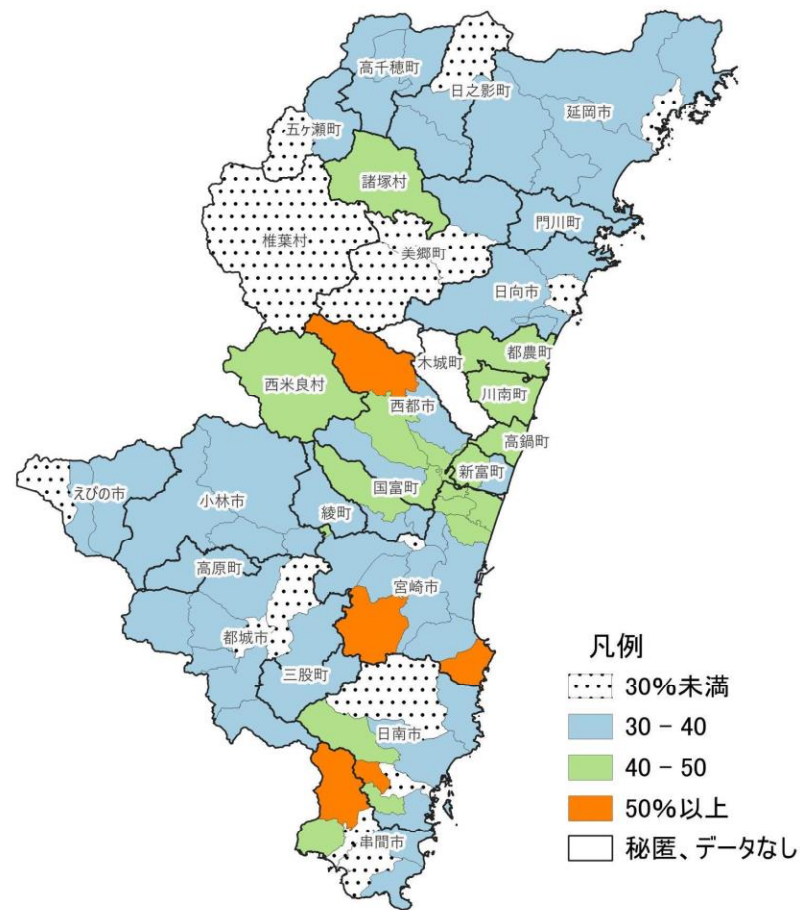 高千穂町
日之影町
延岡市
五ヶ瀬町
諸塚村
門川町
椎葉村
美郷町
日向市
木城町
都農町
西米良村
川南町
西都市
高鍋町
新富町
国富町
えびの市
小林市
綾町
高原町
宮崎市
都城市
三股町
日南市
串間市
凡例
30%未満
30 - 40
40 - 50
50%以上
秘匿、データなし